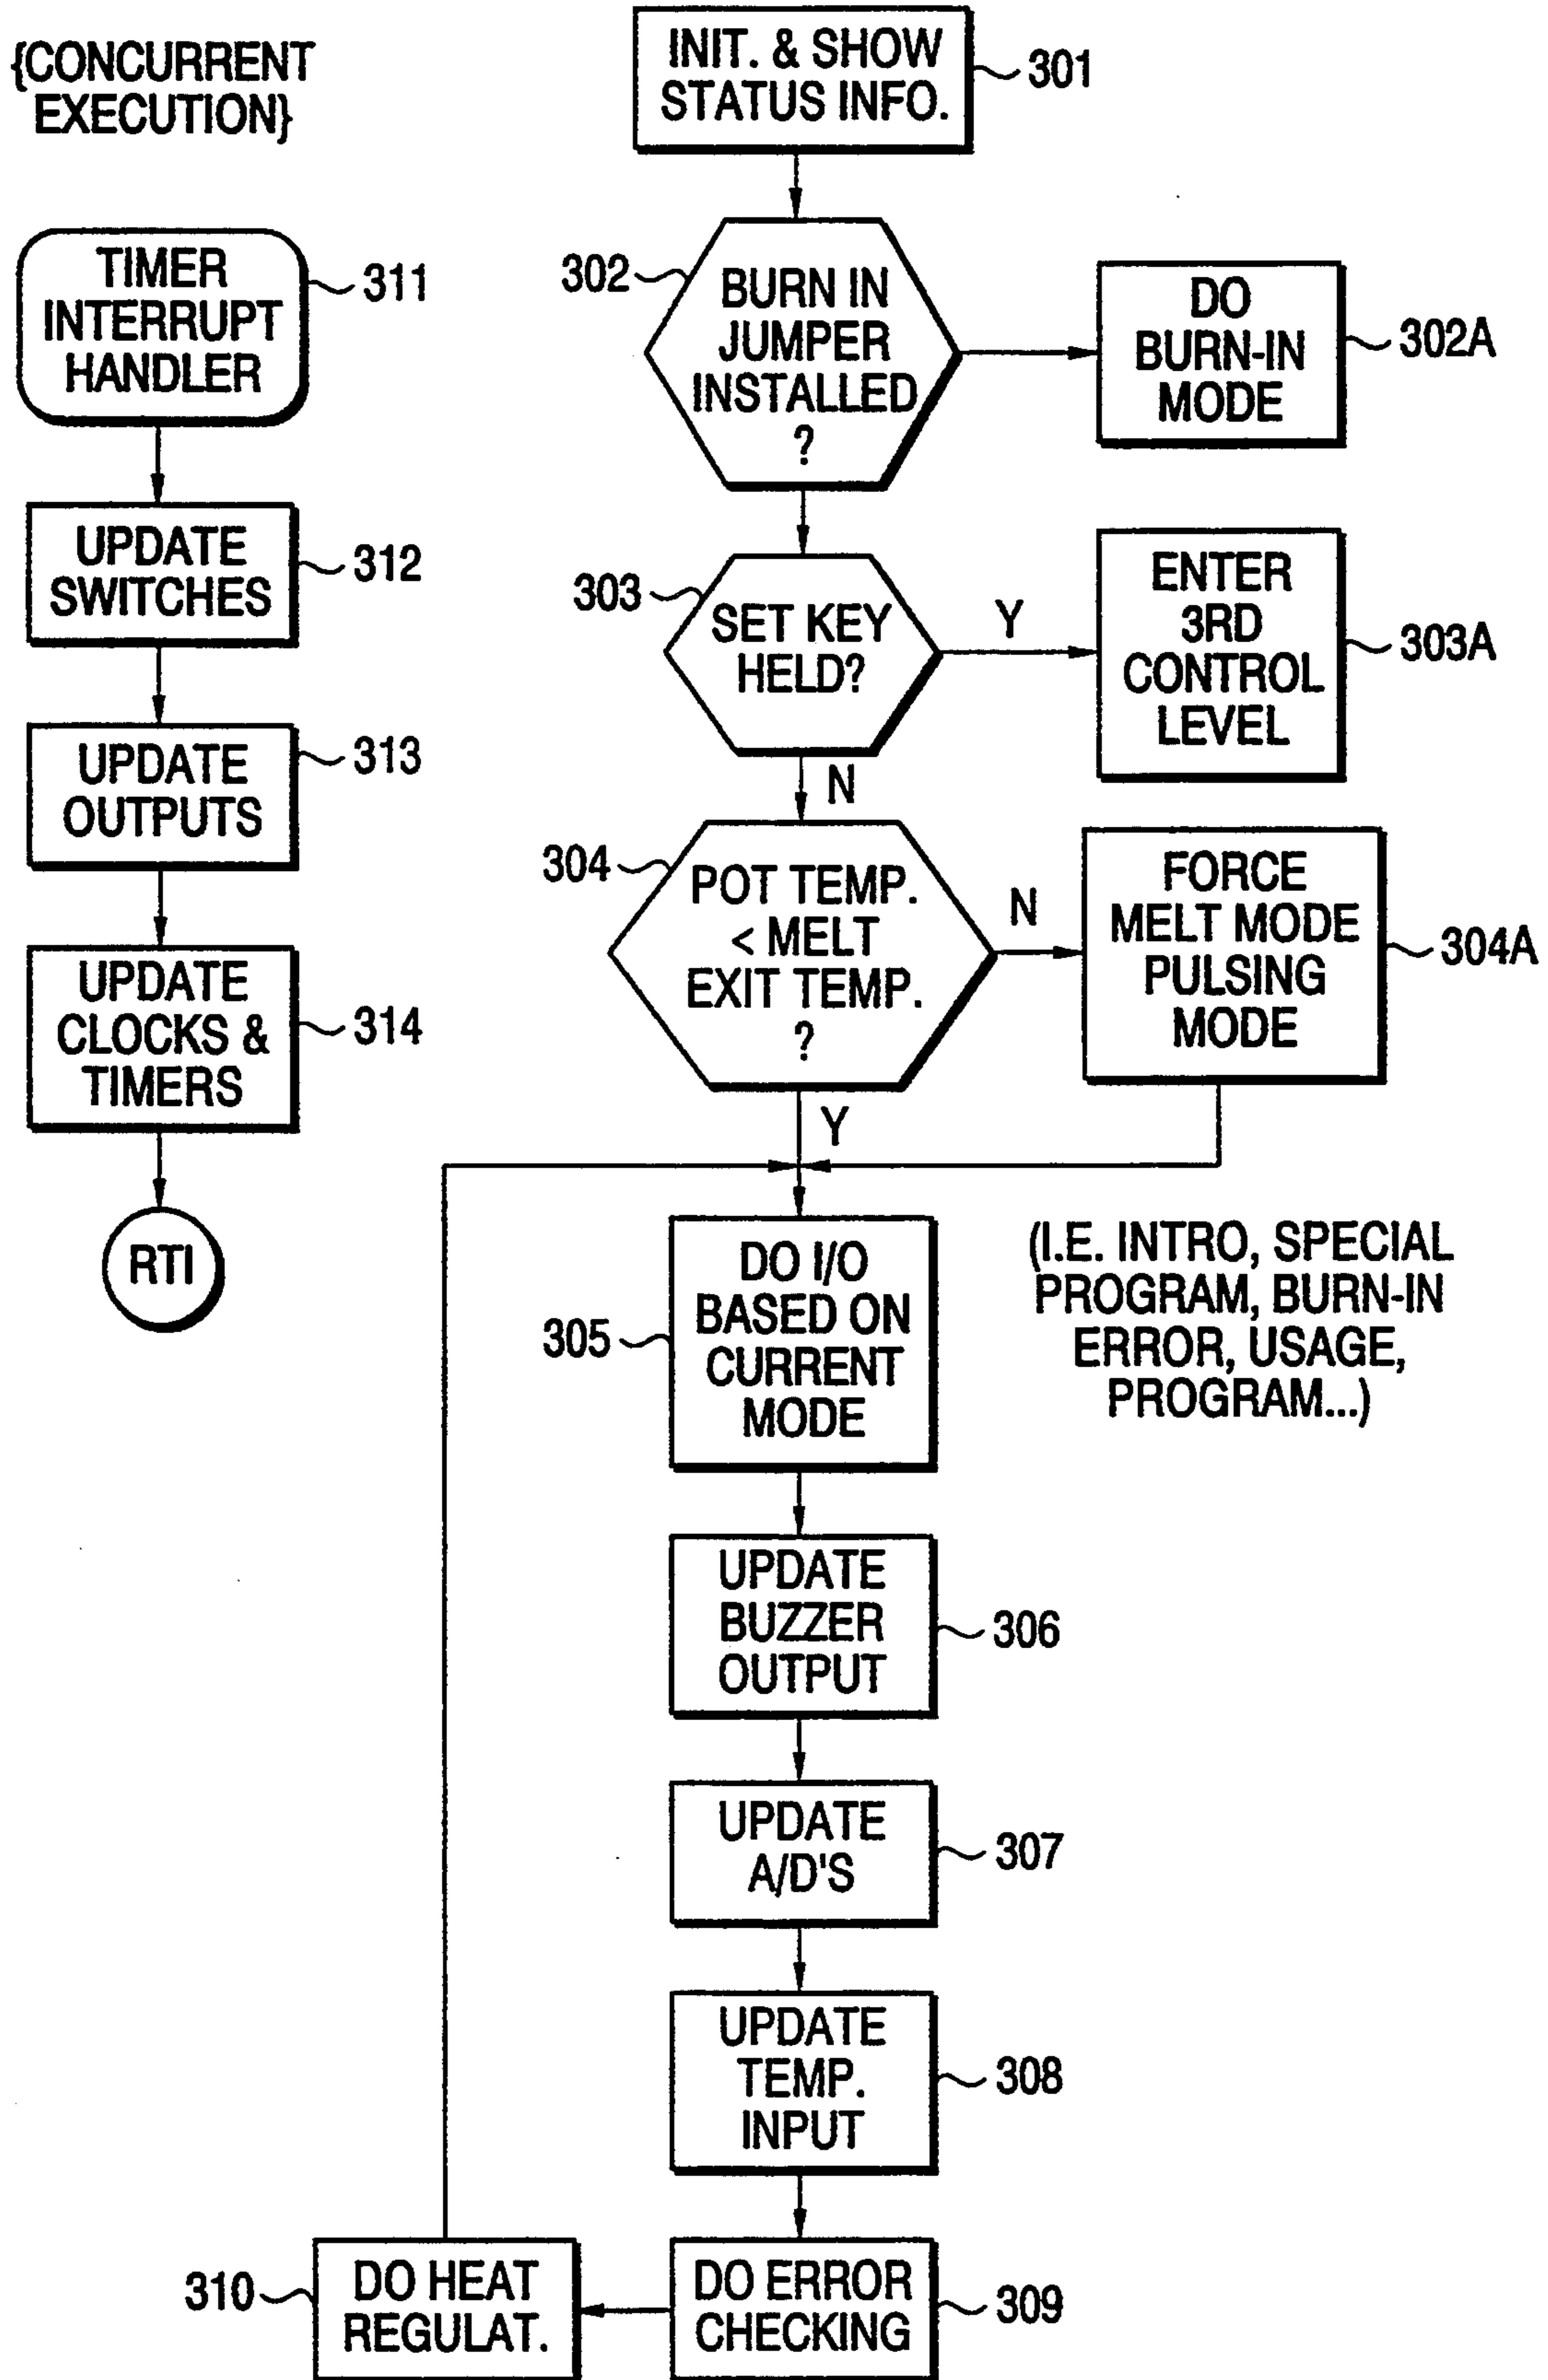 {CONCURRENT
EXECUTION}
TIMER
INTERRUPT
HANDLER
311
UPDATE
SWITCHES
312
UPDATE
OUTPUTS
313
UPDATE
CLOCKS &
TIMERS
314
RTI
INIT. & SHOW
STATUS INFO.
301
302
BURN IN
JUMPER
INSTALLED
?
DO
BURN-IN
MODE
302A
303
SET KEY
HELD?
Y
ENTER
3RD
CONTROL
LEVEL
303A
N
304
POT TEMP.
< MELT
EXIT TEMP.
?
N
FORCE
MELT MODE
PULSING
MODE
304A
Y
305
DO I/O
BASED ON
CURRENT
MODE
(I.E. INTRO, SPECIAL
PROGRAM, BURN-IN
ERROR, USAGE,
PROGRAM...)
UPDATE
BUZZER
OUTPUT
306
UPDATE
A/D'S
307
UPDATE
TEMP.
INPUT
308
DO ERROR
CHECKING
309
310
DO HEAT
REGULAT.